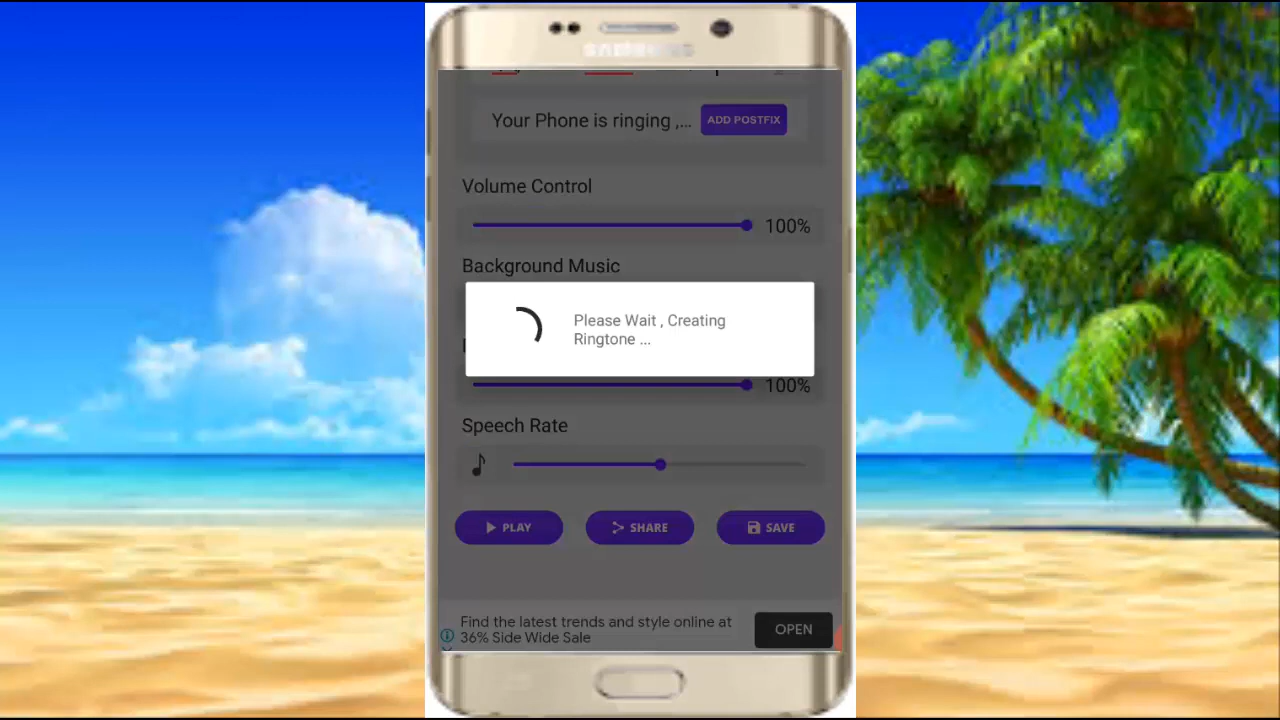 SAMSUNG
Your Phone is ringing ,...
ADD POSTFIX
Volume Control
100%
Background Music
Please Wait , Creating
Ringtone ...
100%
Speech Rate
PLAY
SHARE
SAVE
Find the latest trends and style online at
36% Side Wide Sale
OPEN